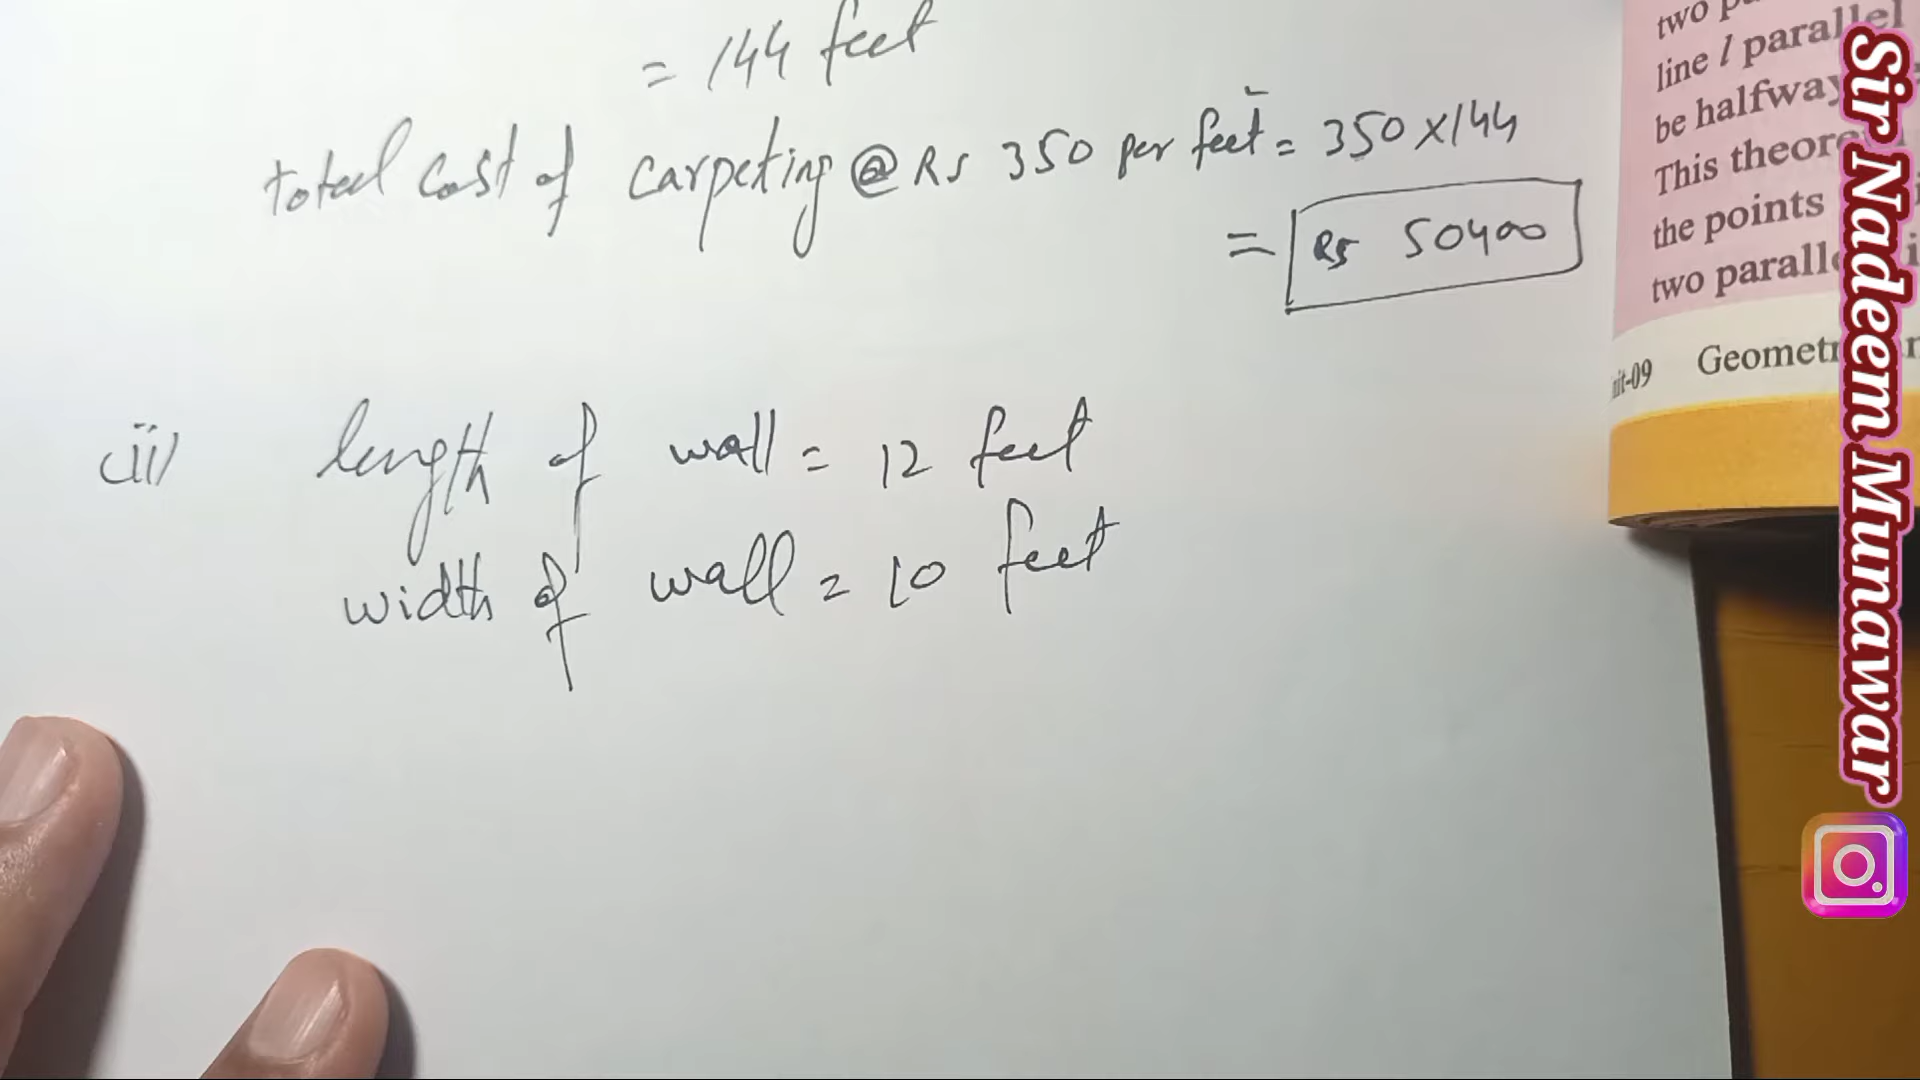 = 144 feet
total cost of carpeting @ Rs 350 per feet = 350 x 144
= Rs 50400
ii) length of wall = 12 feet
width of wall = 10 feet
two
line l parallel
be halfway
This theore
the points
two paralle
it-09 Geometr
Sir Nadeem Munawar